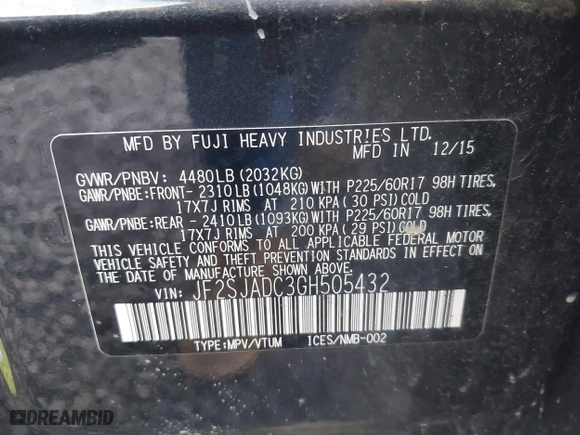 MFD BY FUJI HEAVY INDUSTRIES LTD.
MFD IN 12/15
GVWR/PNBV: 4480LB (2032KG)
GAWR/PNBE:FRONT- 2310LB(1048KG)WITH P225/60R17 98H TIRES,
17X7J RIMS AT 210 KPA( 30 PSI)COLD
GAWR/PNBE:REAR -2410LB(1093KG)WITH P225/60R17 98H TIRES,
17X7J RIMS AT 200 KPA(29 PSI)COLD
THIS VEHICLE CONFORMS TO ALL APPLICABLE FEDERAL MOTOR
VEHICLE SAFETY AND THEFT PREVENTION STANDARDS IN EFFECT ON
THE DATE OF MANUFACTURE SHOWN ABOVE.
VIN: JF2SJADC3GH505432
TYPE:MPV/VTUM ICES/NMB-002
DREAMBID